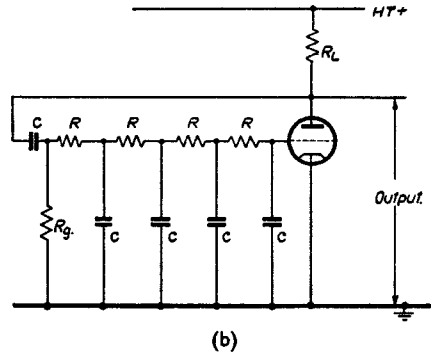 HT+
RL
C R R R R
Rg. C C C C
Output.
(b)